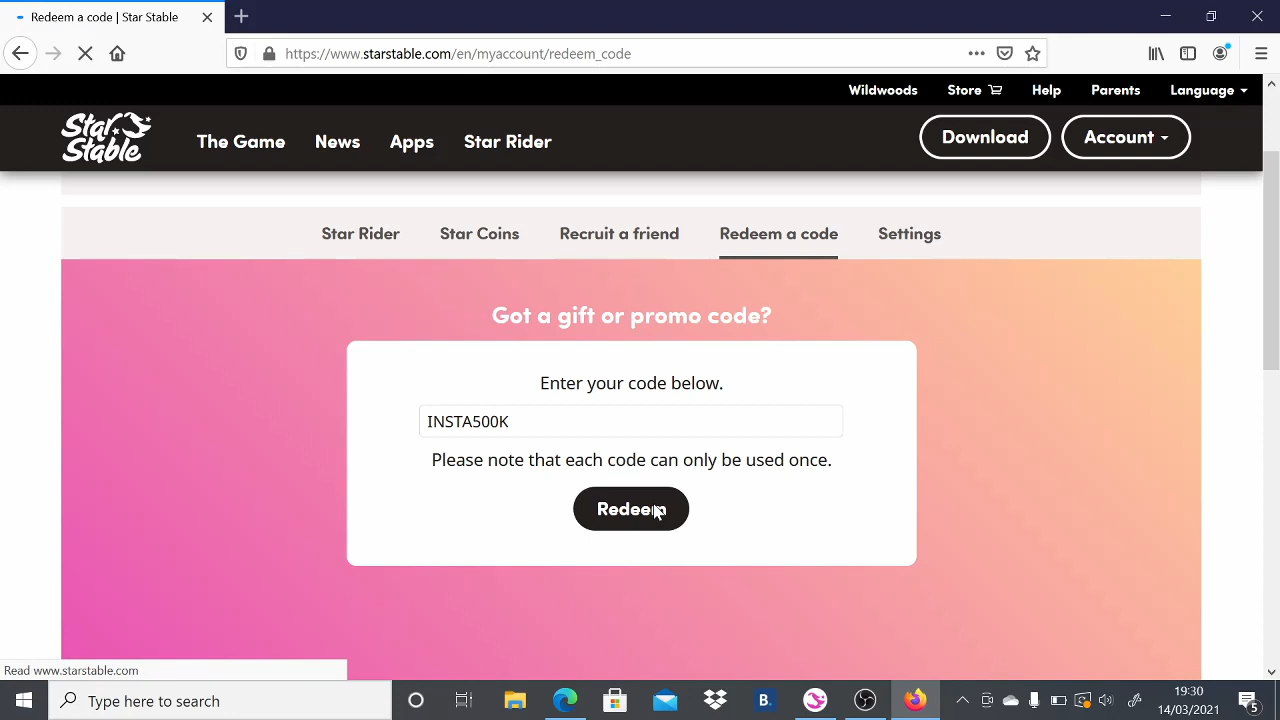 Redeem a code | Star Stable
https://www.starstable.com/en/myaccount/redeem_code
Wildwoods Store Help Parents Language
Star Stable
The Game News Apps Star Rider Download Account
Star Rider Star Coins Recruit a friend Redeem a code Settings
Got a gift or promo code?
Enter your code below.
INSTA500K
Please note that each code can only be used once.
Redeem
Read www.starstable.com
Type here to search
B.
19:30
14/03/2021
5